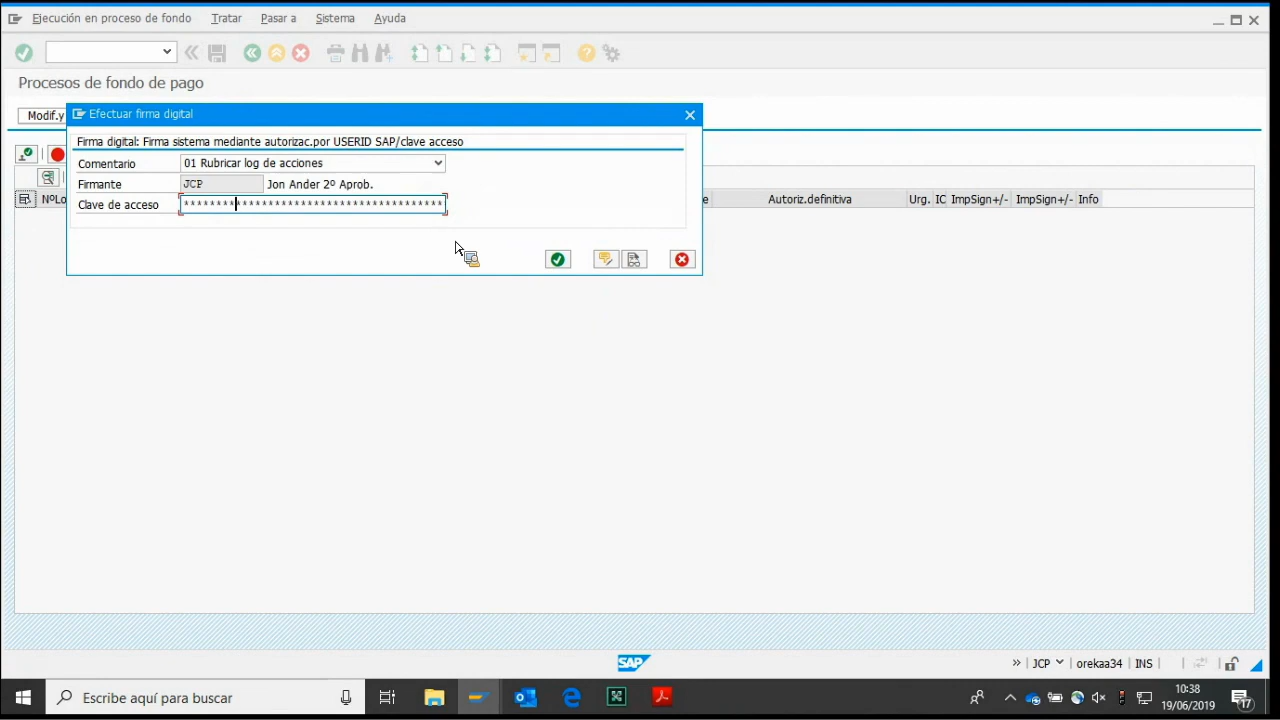 Ejecución en proceso de fondo Tratar Pasar a Sistema Ayuda
Procesos de fondo de pago
Modif.y
Efectuar firma digital
Firma digital: Firma sistema mediante autorizac.por USERID SAP/clave acceso
Comentario 01 Rubricar log de acciones
Firmante JCP Jon Ander 2º Aprob.
Clave de acceso ****************************************
NºLo Autoriz.definitiva Urg. IC ImpSign+/- ImpSign+/- Info
SAP
» JCP orekaa34 INS
Escribe aquí para buscar
10:38
19/06/2019
17